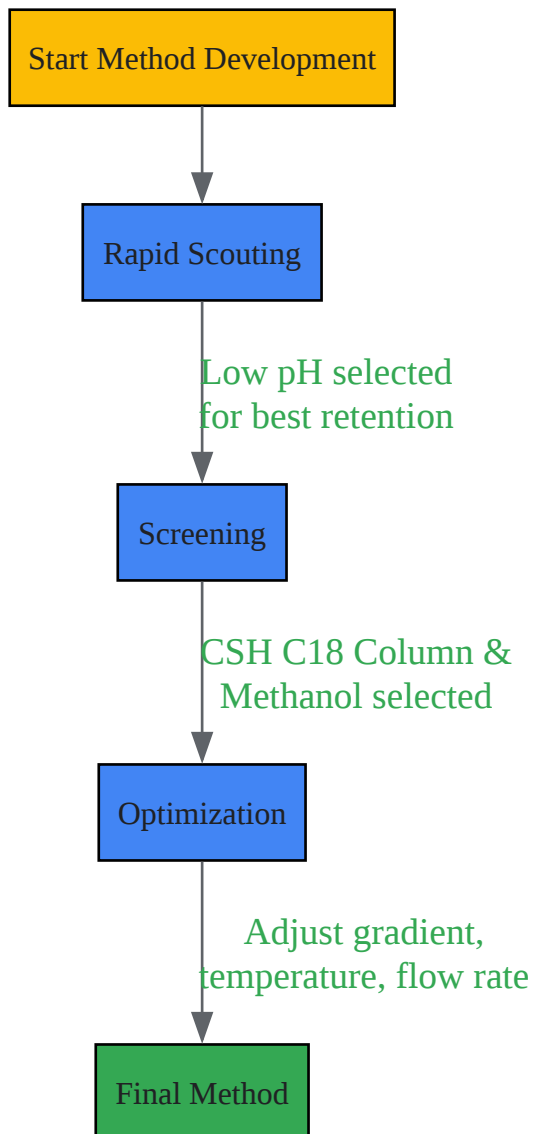 Start Method Development
Rapid Scouting
Low pH selected
for best retention
Screening
CSH C18 Column &
Methanol selected
Optimization
Adjust gradient,
temperature, flow rate
Final Method